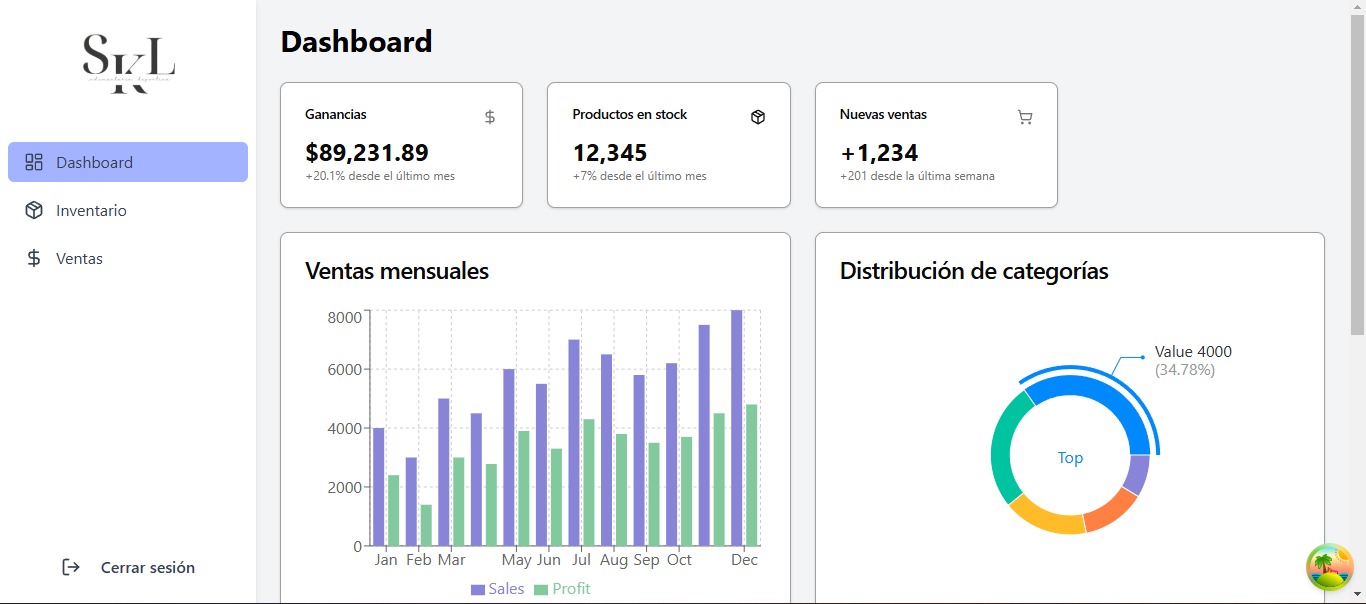 SKL
Dashboard
Inventario
Ventas
Cerrar sesión
Dashboard
Ganancias
$
$89,231.89
+20.1% desde el último mes
Productos en stock
12,345
+7% desde el último mes
Nuevas ventas
+1,234
+201 desde la última semana
Ventas mensuales
8000
6000
4000
2000
0
Jan Feb Mar May Jun Jul Aug Sep Oct Dec
Sales Profit
Distribución de categorías
Value 4000
(34.78%)
Top